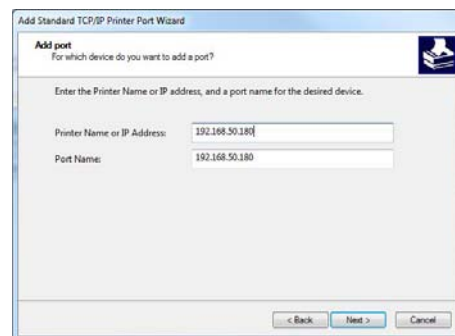 Add Standard TCP/IP Printer Port Wizard
Add port
For which device do you want to add a port?
Enter the Printer Name or IP address, and a port name for the desired device.
Printer Name or IP Address: 192.168.50.180
Port Name: 192.168.50.180
< Back Next > Cancel